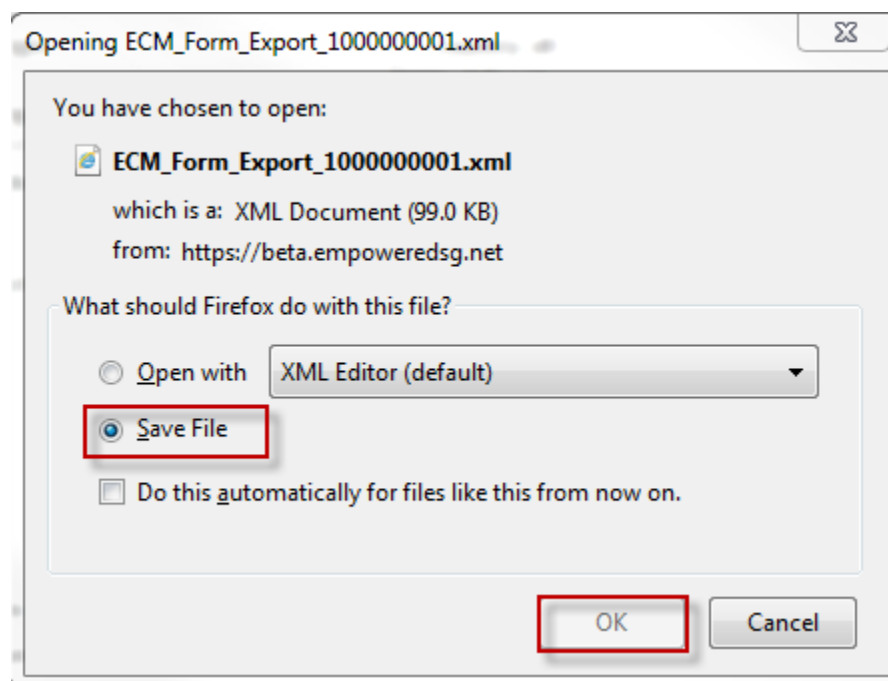 Opening ECM_Form_Export_1000000001.xml
You have chosen to open:
ECM_Form_Export_1000000001.xml
which is a: XML Document (99.0 KB)
from: https://beta.empoweredsg.net
What should Firefox do with this file?
Open with XML Editor (default)
Save File
Do this automatically for files like this from now on.
OK Cancel